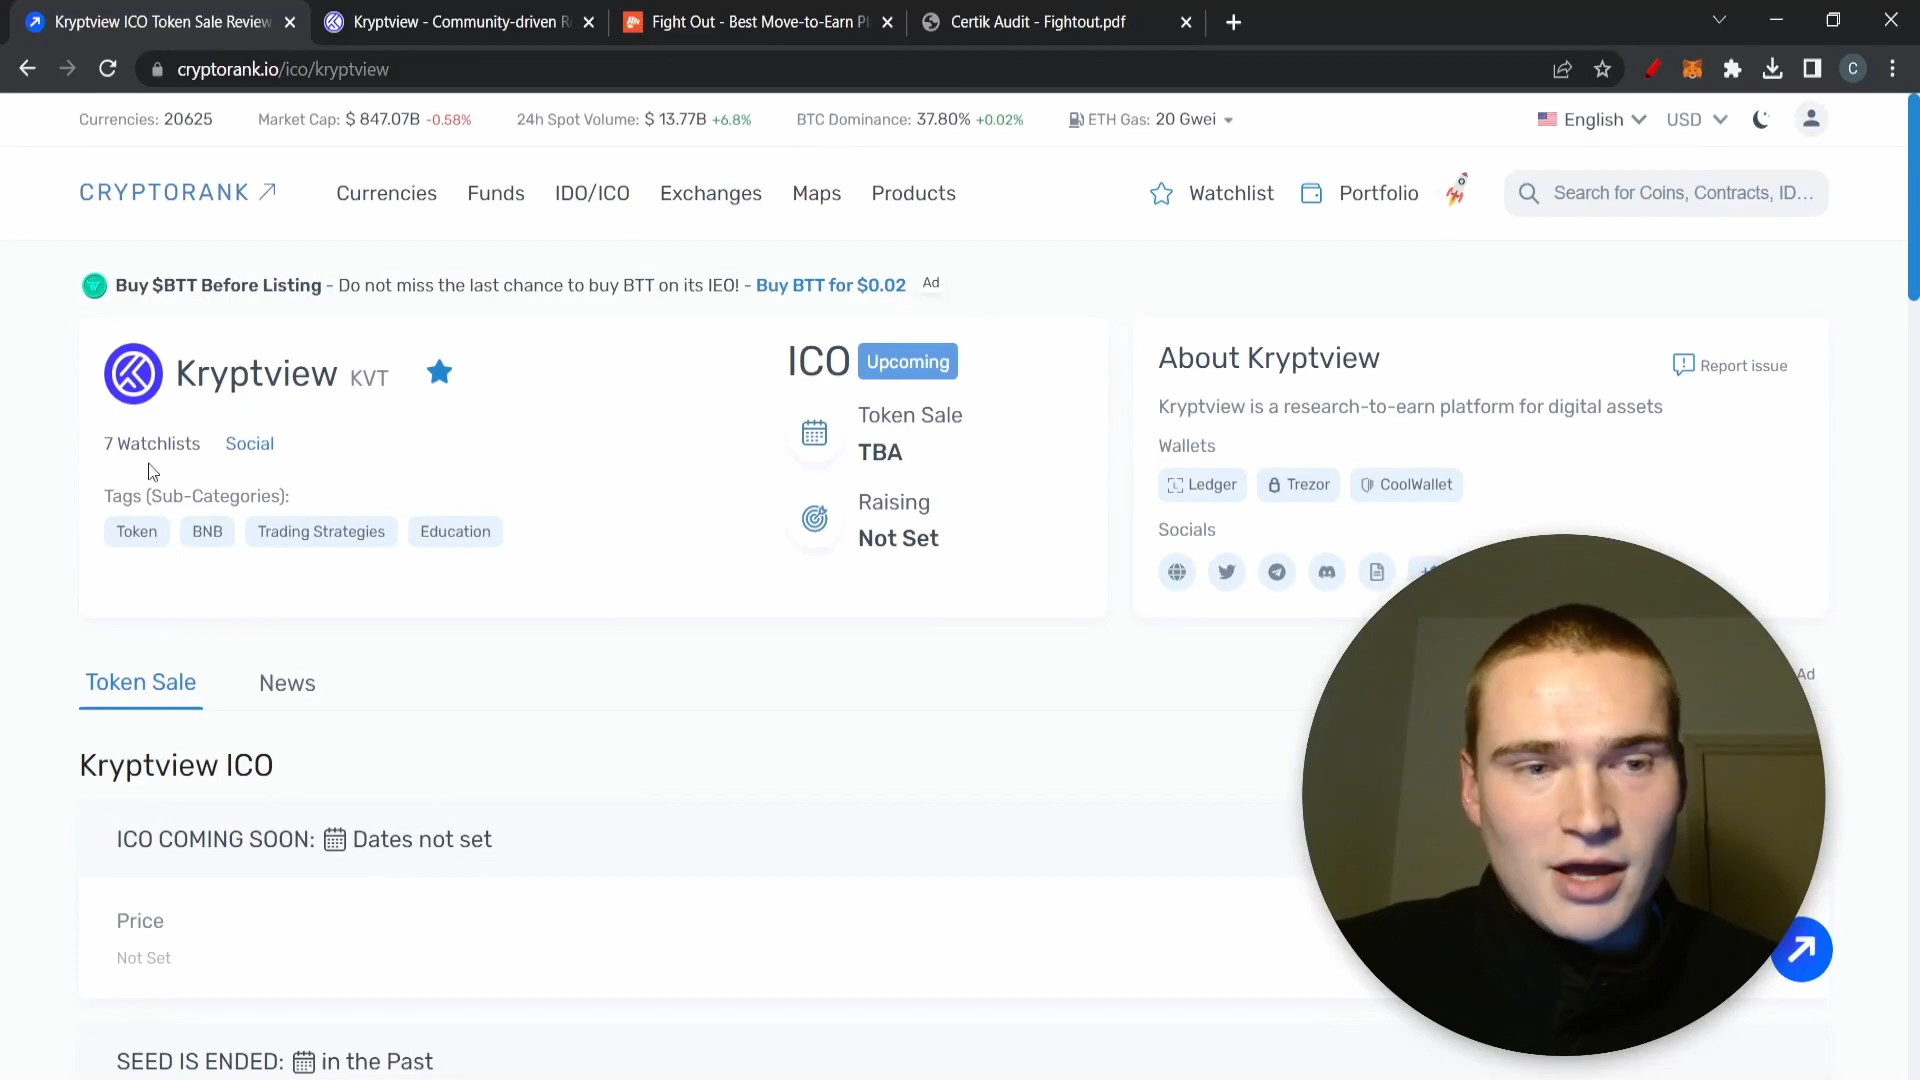 Kryptview ICO Token Sale Review
Kryptview - Community-driven R
Fight Out - Best Move-to-Earn Pl
Certik Audit - Fightout.pdf
cryptorank.io/ico/kryptview
C
Currencies: 20625
Market Cap: $ 847.07B -0.58%
24h Spot Volume: $ 13.77B +6.8%
BTC Dominance: 37.80% +0.02%
ETH Gas: 20 Gwei
English
USD
CRYPTORANK
Currencies
Funds
IDO/ICO
Exchanges
Maps
Products
Watchlist
Portfolio
Search for Coins, Contracts, ID...
Buy $BTT Before Listing - Do not miss the last chance to buy BTT on its IEO! - Buy BTT for $0.02 Ad
Kryptview KVT
7 Watchlists Social
Tags (Sub-Categories):
Token BNB Trading Strategies Education
ICO Upcoming
Token Sale
TBA
Raising
Not Set
About Kryptview
Report issue
Kryptview is a research-to-earn platform for digital assets
Wallets
Ledger Trezor CoolWallet
Socials
Token Sale
News
Ad
Kryptview ICO
ICO COMING SOON: Dates not set
Price
Not Set
SEED IS ENDED: in the Past